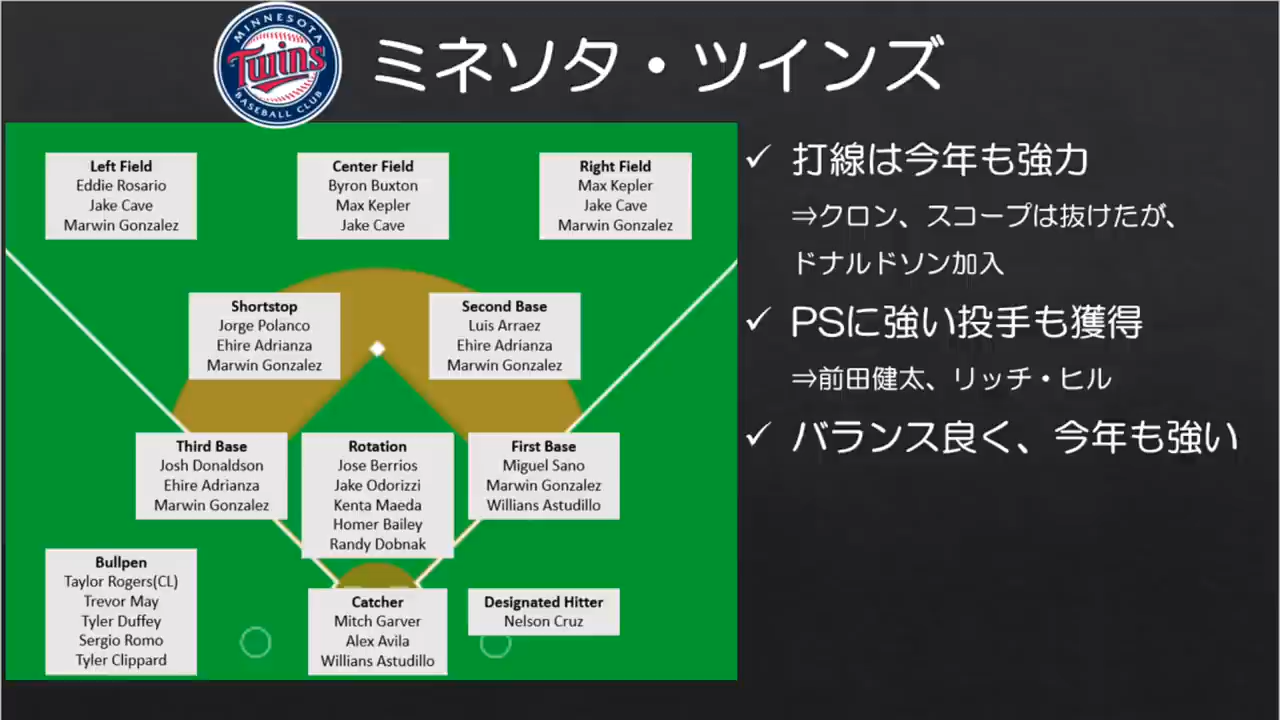 MINNESOTA
Twins
BASEBALL CLUB
ミネソタ・ツインズ
Left Field
Eddie Rosario
Jake Cave
Marwin Gonzalez
Center Field
Byron Buxton
Max Kepler
Jake Cave
Right Field
Max Kepler
Jake Cave
Marwin Gonzalez
Shortstop
Jorge Polanco
Ehire Adrianza
Marwin Gonzalez
Second Base
Luis Arraez
Ehire Adrianza
Marwin Gonzalez
Third Base
Josh Donaldson
Ehire Adrianza
Marwin Gonzalez
Rotation
Jose Berrios
Jake Odorizzi
Kenta Maeda
Homer Bailey
Randy Dobnak
First Base
Miguel Sano
Marwin Gonzalez
Willians Astudillo
Bullpen
Taylor Rogers(CL)
Trevor May
Tyler Duffey
Sergio Romo
Tyler Clippard
Catcher
Mitch Garver
Alex Avila
Willians Astudillo
Designated Hitter
Nelson Cruz
✓ 打線は今年も強力
⇒クロン、スコープは抜けたが、
ドナルドソン加入
✓ PSに強い投手も獲得
⇒前田健太、リッチ・ヒル
✓ バランス良く、今年も強い